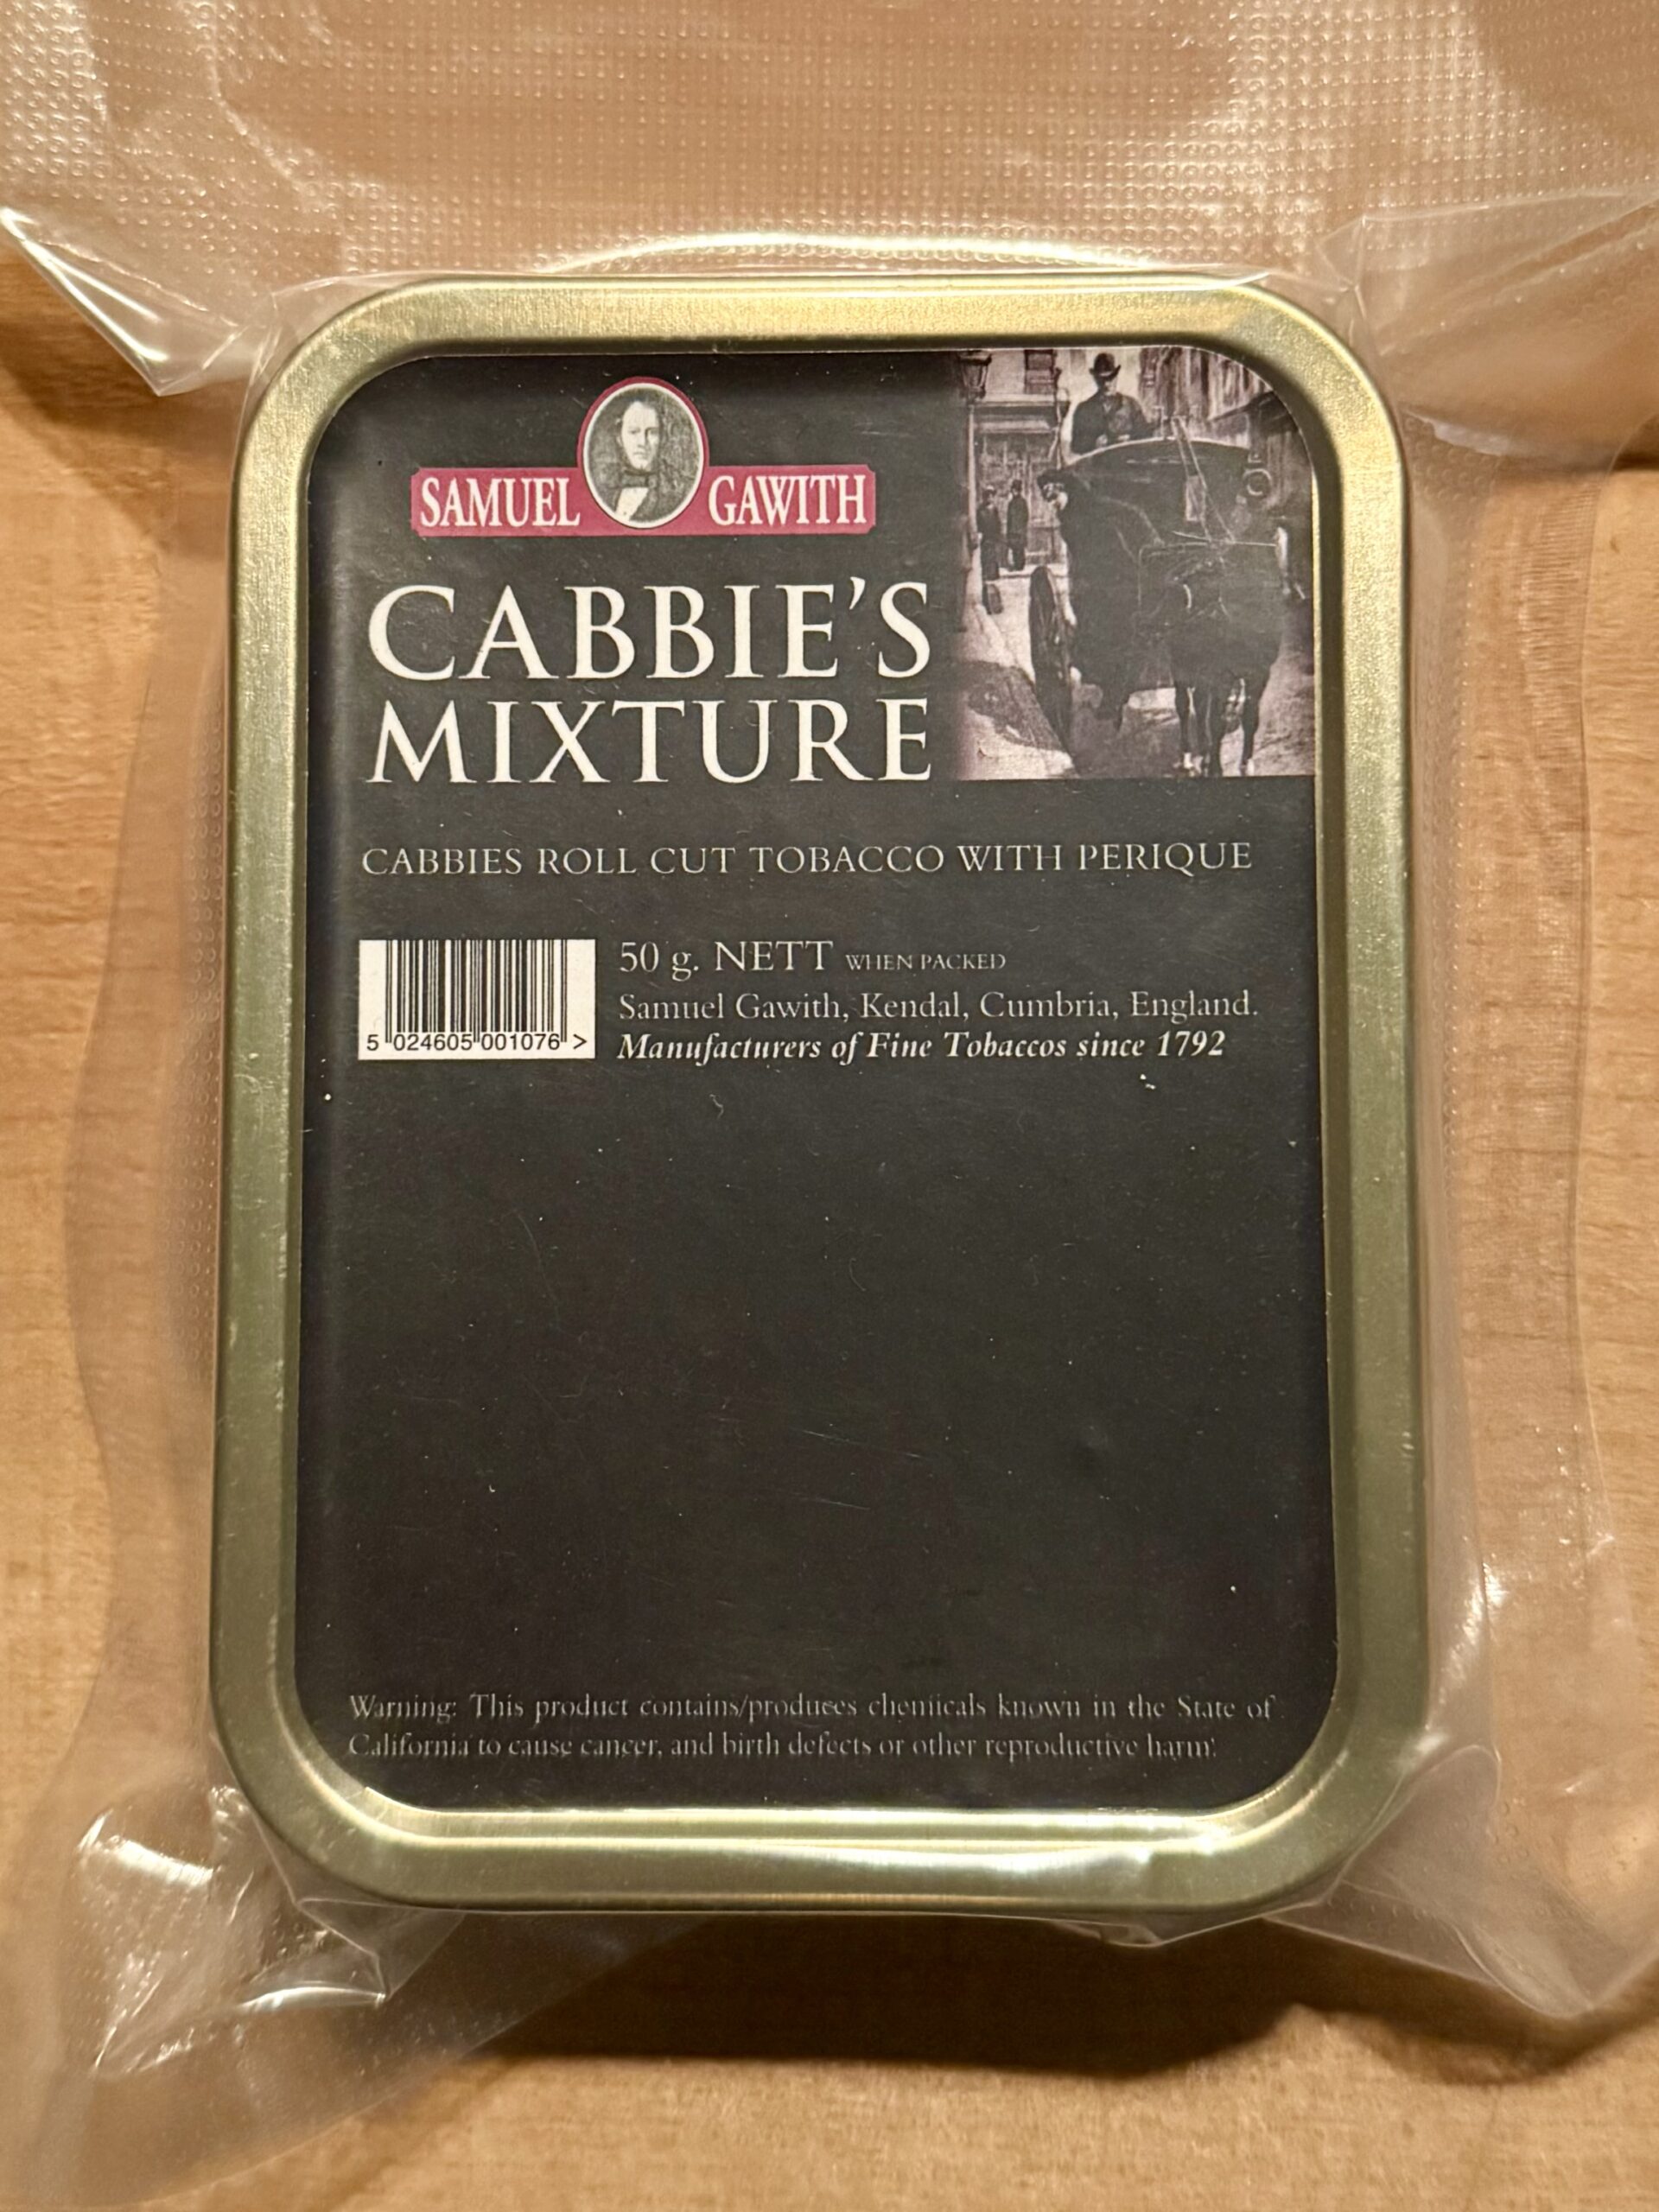 SAMUEL GAWITH
CABBIE'S
MIXTURE
CABBIES ROLL CUT TOBACCO WITH PERIQUE
50 g. NETT WHEN PACKED
Samuel Gawith, Kendal, Cumbria, England.
Manufacturers of Fine Tobaccos since 1792
5 024605 001076 >
Warning: This product contains/produces chemicals known in the State of
California to cause cancer, and birth defects or other reproductive harm.